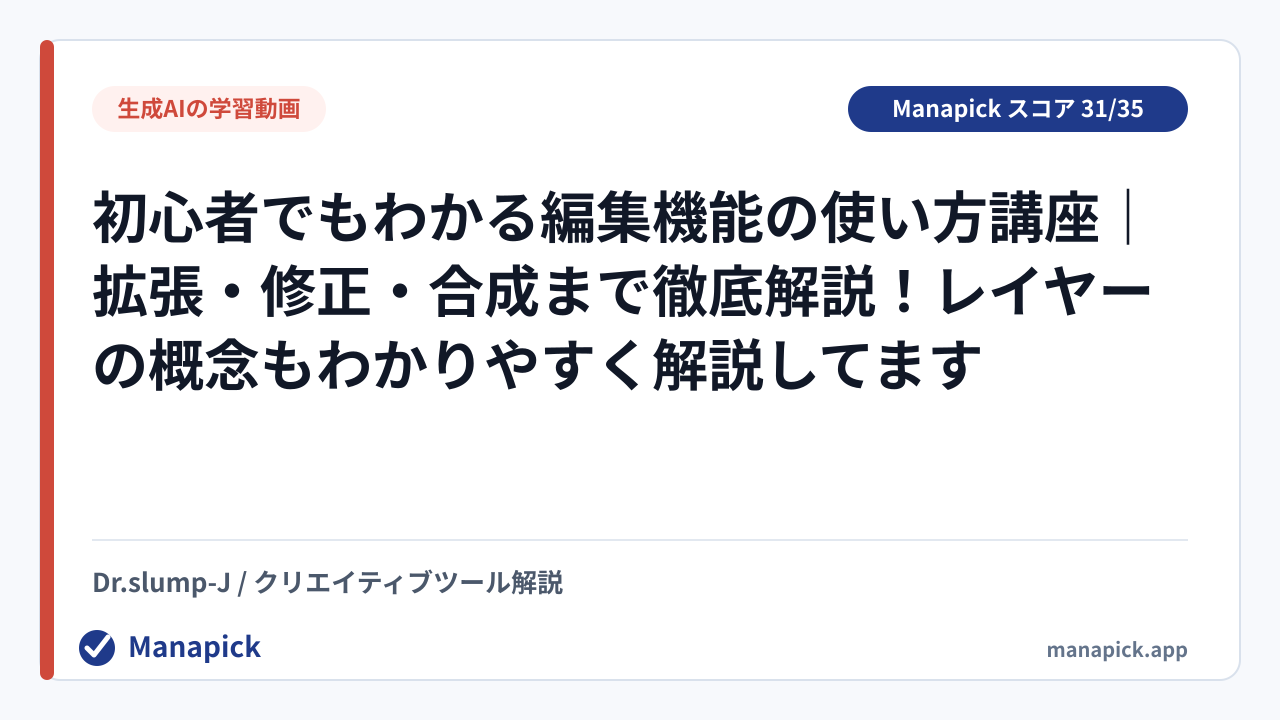 生成AIの学習動画
Manapick スコア 31/35
初心者でもわかる編集機能の使い方講座｜
拡張・修正・合成まで徹底解説！レイヤー
の概念もわかりやすく解説してます
Dr.slump-J / クリエイティブツール解説
Manapick
manapick.app